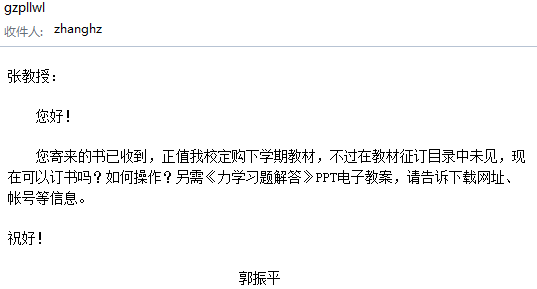 gzpllwl
收件人： zhanghz
张教授：
您好！
您寄来的书已收到，正值我校定购下学期教材，不过在教材征订目录中未见，现
在可以订书吗？如何操作？另需《力学习题解答》PPT电子教案，请告诉下载网址、
帐号等信息。
祝好！
郭振平